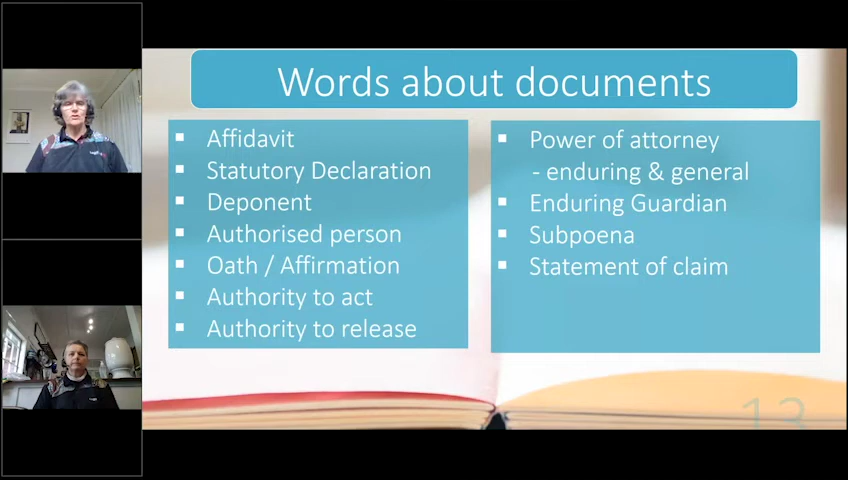 Words about documents
Affidavit
Statutory Declaration
Deponent
Authorised person
Oath / Affirmation
Authority to act
Authority to release
Power of attorney
- enduring & general
Enduring Guardian
Subpoena
Statement of claim
13